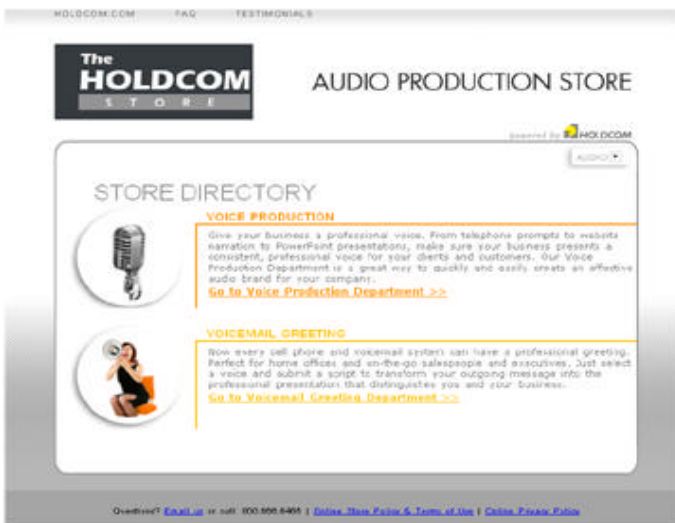 HOLDCOM.COM FAQ TESTIMONIALS
The
HOLDCOM
STORE
AUDIO PRODUCTION STORE
powered by HOLDCOM
AUDIO
STORE DIRECTORY
VOICE PRODUCTION
Give your business a professional voice. From telephone prompts to website
narration to PowerPoint presentations, make sure your business presents a
consistent, professional voice for your clients and customers. Our Voice
Production Department is a great way to quickly and easily create an effective
audio brand for your company.
Go to Voice Production Department >>
VOICEMAIL GREETING
Now every cell phone and voicemail system can have a professional greeting.
Perfect for home offices and on-the-go salespeople and executives. Just select
a voice and submit a script to transform your outgoing message into the
professional presentation that distinguishes you and your business.
Go to Voicemail Greeting Department >>
Questions? Email us or call | Online Store Policy & Terms of Use | Online Privacy Policy